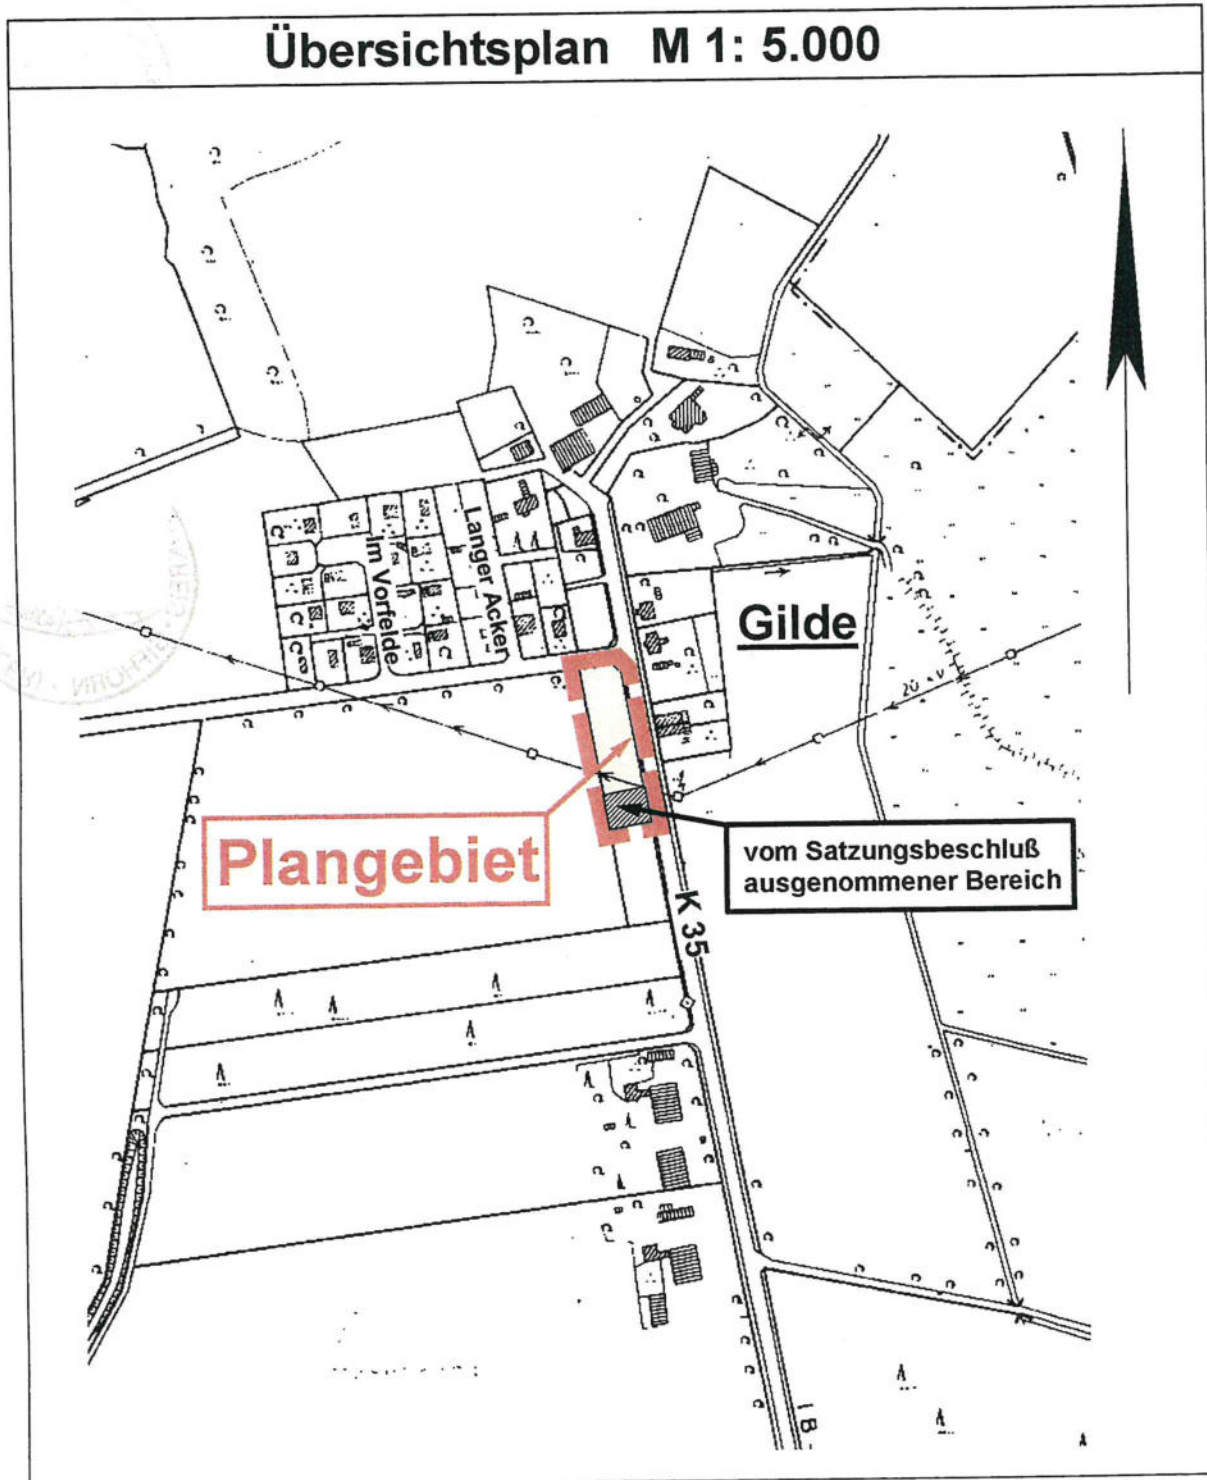 Übersichtsplan M 1: 5.000
Langer Acker
Im Vorfelde
Gilde
Plangebiet
vom Satzungsbeschluß
ausgenommener Bereich
K 35